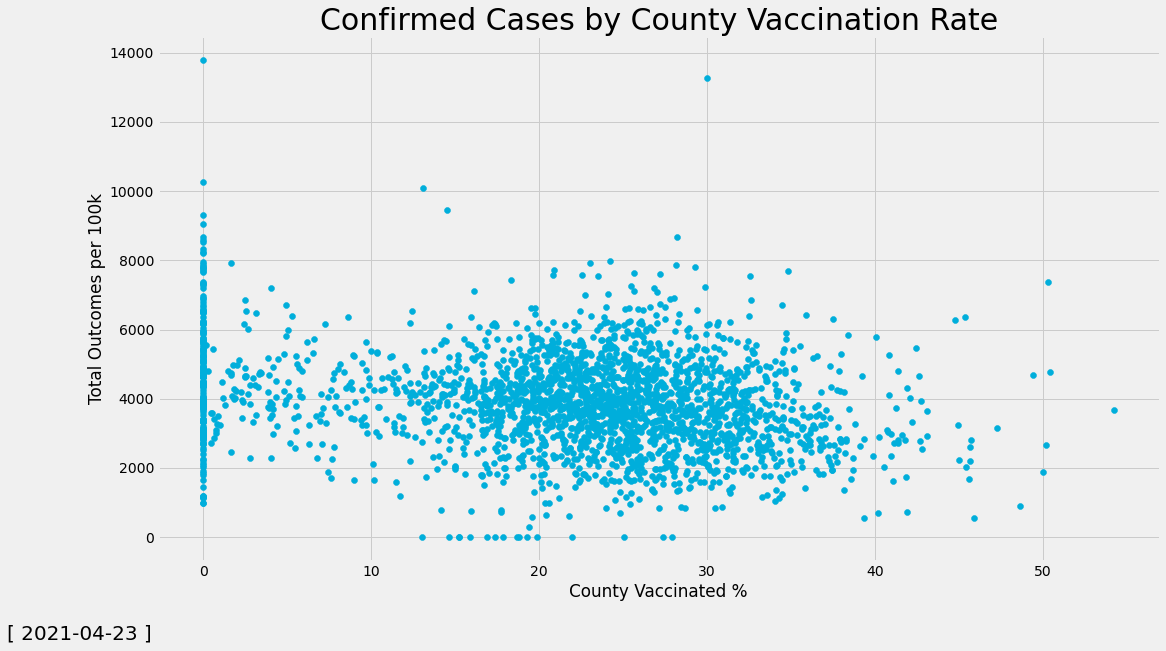 Confirmed Cases by County Vaccination Rate
14000
12000
10000
8000
6000
4000
2000
0
Total Outcomes per 100k
0 10 20 30 40 50
County Vaccinated %
[ 2021-04-23 ]